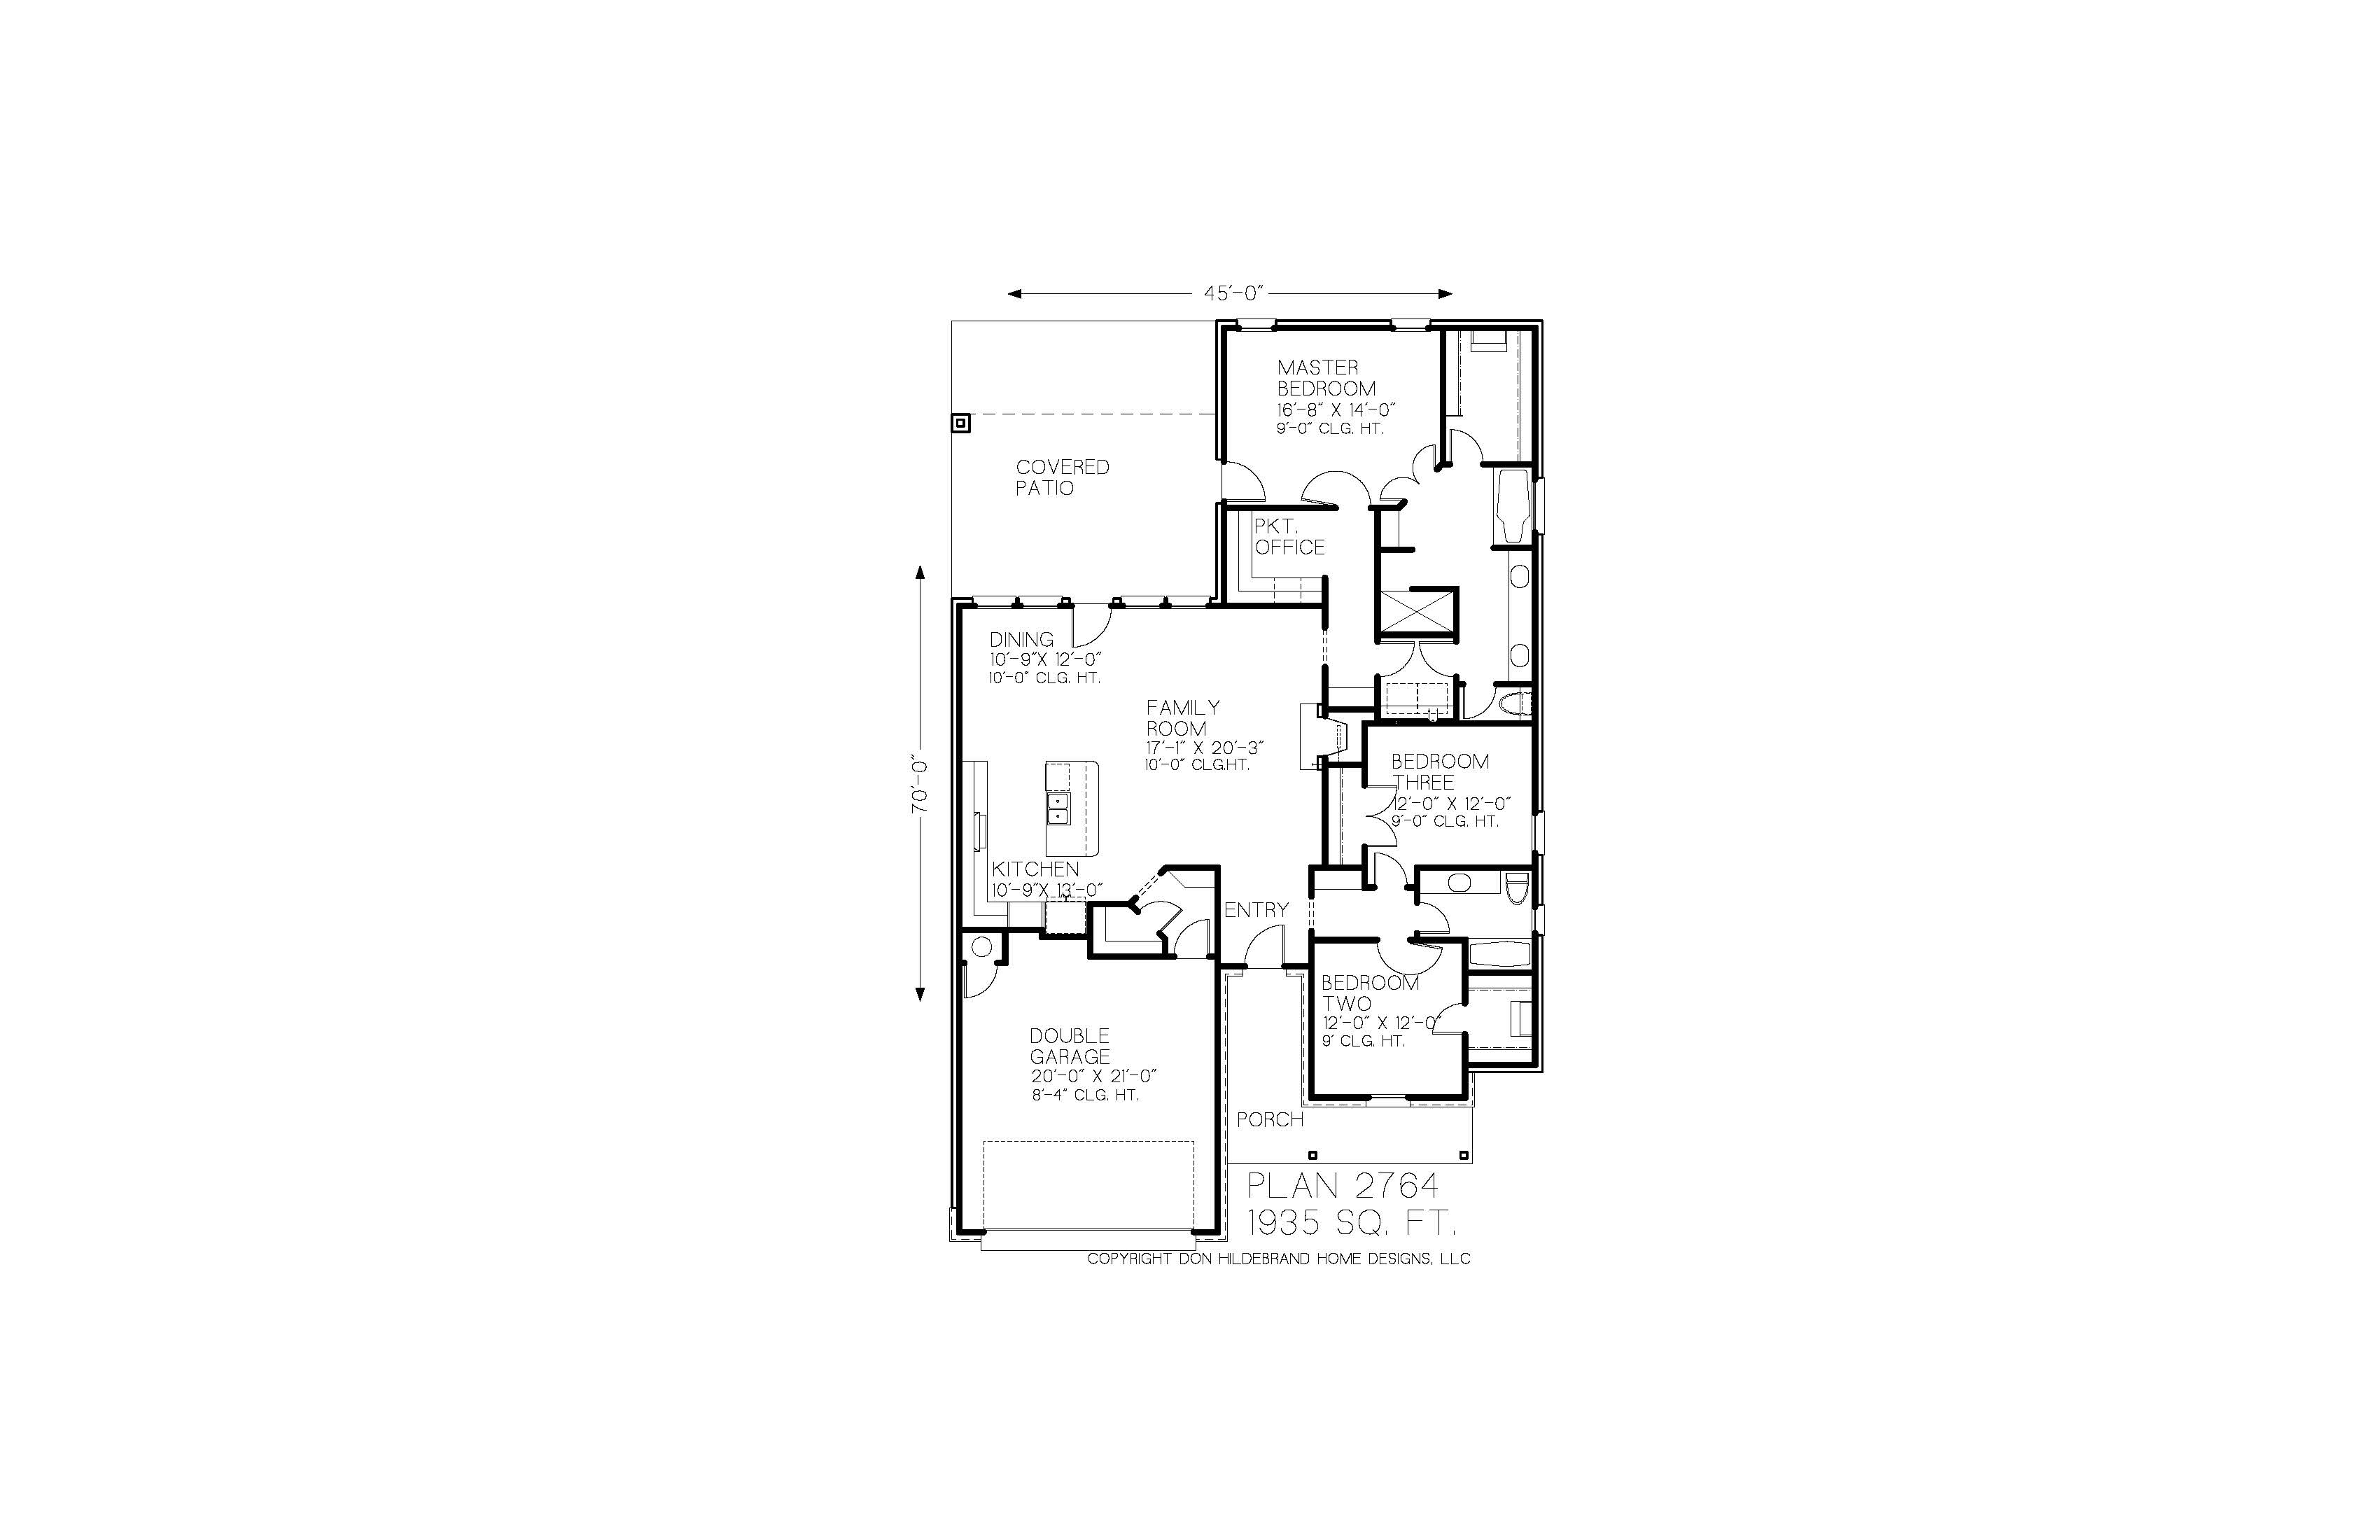 45'-0"
MASTER
BEDROOM
16'-8" X 14'-0"
9'-0" CLG. HT.
COVERED
PATIO
PKT.
OFFICE
DINING
10'-9"X 12'-0"
10'-0" CLG. HT.
FAMILY
ROOM
17'-1" X 20'-3"
10'-0" CLG.HT.
70'-0"
BEDROOM
THREE
12'-0" X 12'-0"
9'-0" CLG. HT.
KITCHEN
10'-9"X 13'-0"
ENTRY
BEDROOM
TWO
12'-0" X 12'-0"
9' CLG. HT.
DOUBLE
GARAGE
20'-0" X 21'-0"
8'-4" CLG. HT.
PORCH
PLAN 2764
1935 SQ. FT.
COPYRIGHT DON HILDEBRAND HOME DESIGNS, LLC